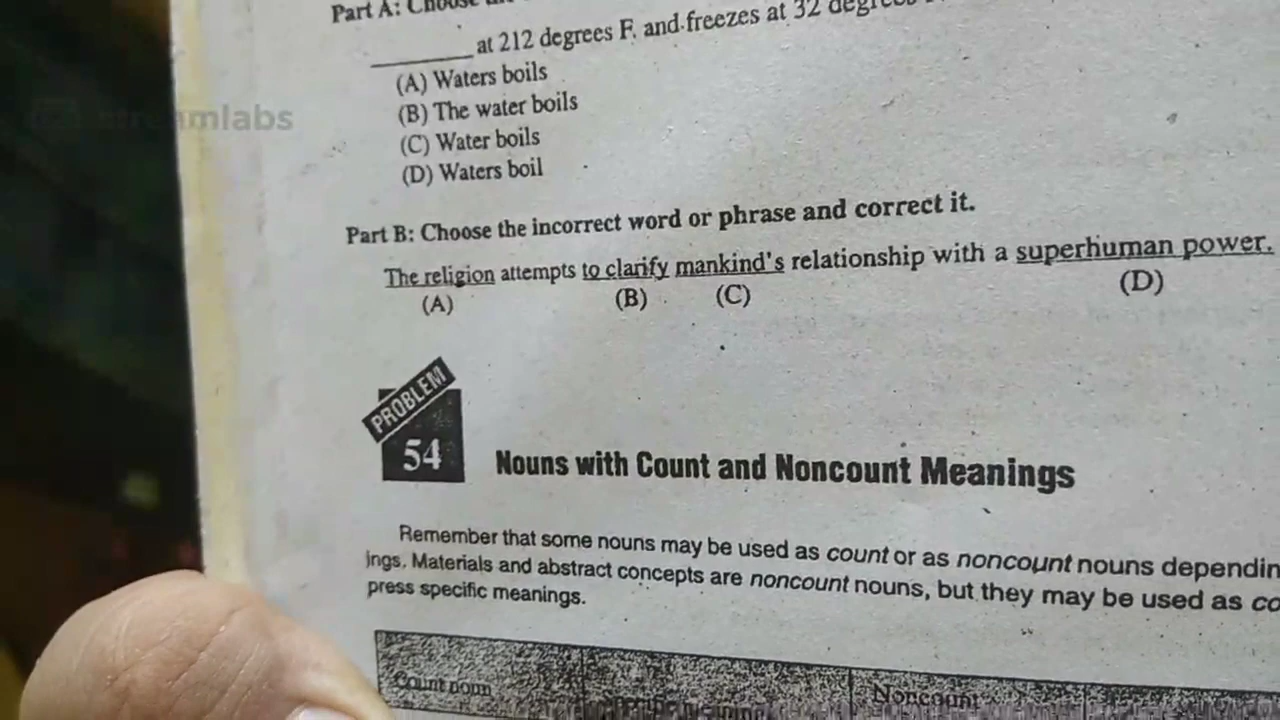 Part A: Choose
at 212 degrees F. and freezes at 32
(A) Waters boils
(B) The water boils
(C) Water boils
(D) Waters boil
mlabs
Part B: Choose the incorrect word or phrase and correct it.
The religion attempts to clarify mankind's relationship with a superhuman power.
(A) (B) (C) (D)
PROBLEM
54
Nouns with Count and Noncount Meanings
Remember that some nouns may be used as count or as noncount nouns dependin
ings. Materials and abstract concepts are noncount nouns, but they may be used as co
press specific meanings.
Count noun Specific meaning Noncount